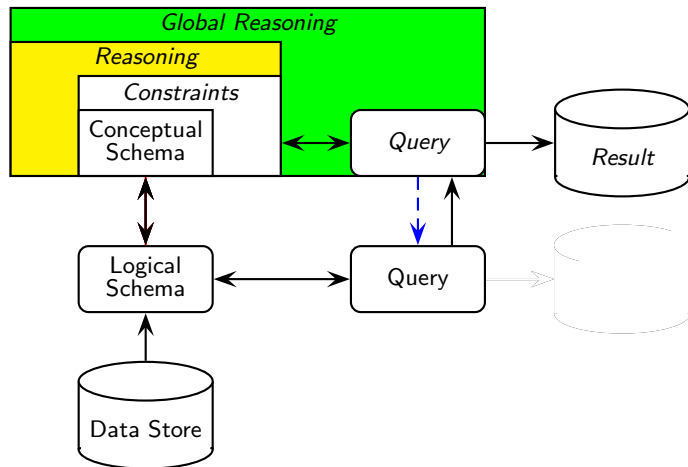 Global Reasoning
Reasoning
Constraints
Conceptual
Schema
Query
Result
Logical
Schema
Query
Data Store